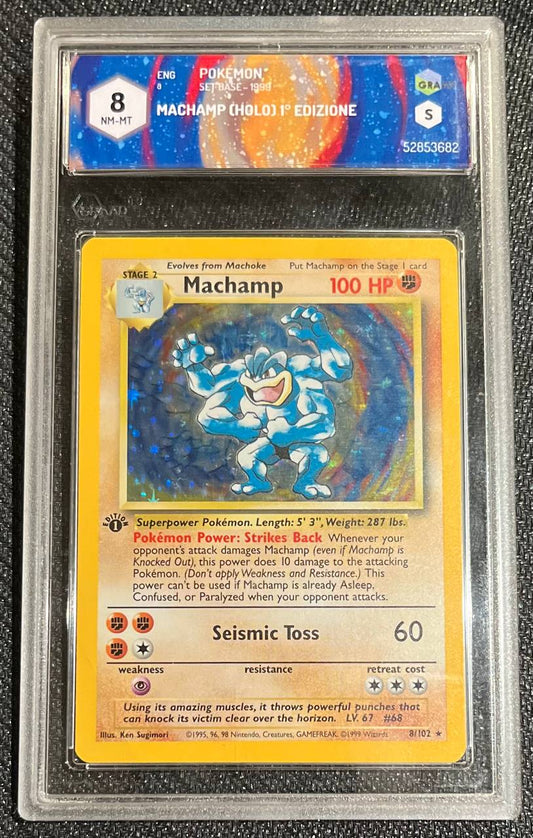 8
NM-MT
ENG
8
POKÉMON
SET BASE - 1999
MACHAMP (HOLO) 1° EDIZIONE
GRAAD
S
52853682
STAGE 2
Evolves from Machoke
Put Machamp on the Stage 1 card
Machamp
100 HP
EDITION
1
Superpower Pokémon. Length: 5' 3", Weight: 287 lbs.
Pokémon Power: Strikes Back Whenever your
opponent's attack damages Machamp (even if Machamp is
Knocked Out), this power does 10 damage to the attacking
Pokémon. (Don't apply Weakness and Resistance.) This
power can't be used if Machamp is already Asleep,
Confused, or Paralyzed when your opponent attacks.
Seismic Toss 60
weakness
resistance
retreat cost
Using its amazing muscles, it throws powerful punches that
can knock its victim clear over the horizon. LV. 67 #68
Illus. Ken Sugimori
©1995, 96, 98 Nintendo, Creatures, GAMEFREAK. ©1999 Wizards.
8/102 ★